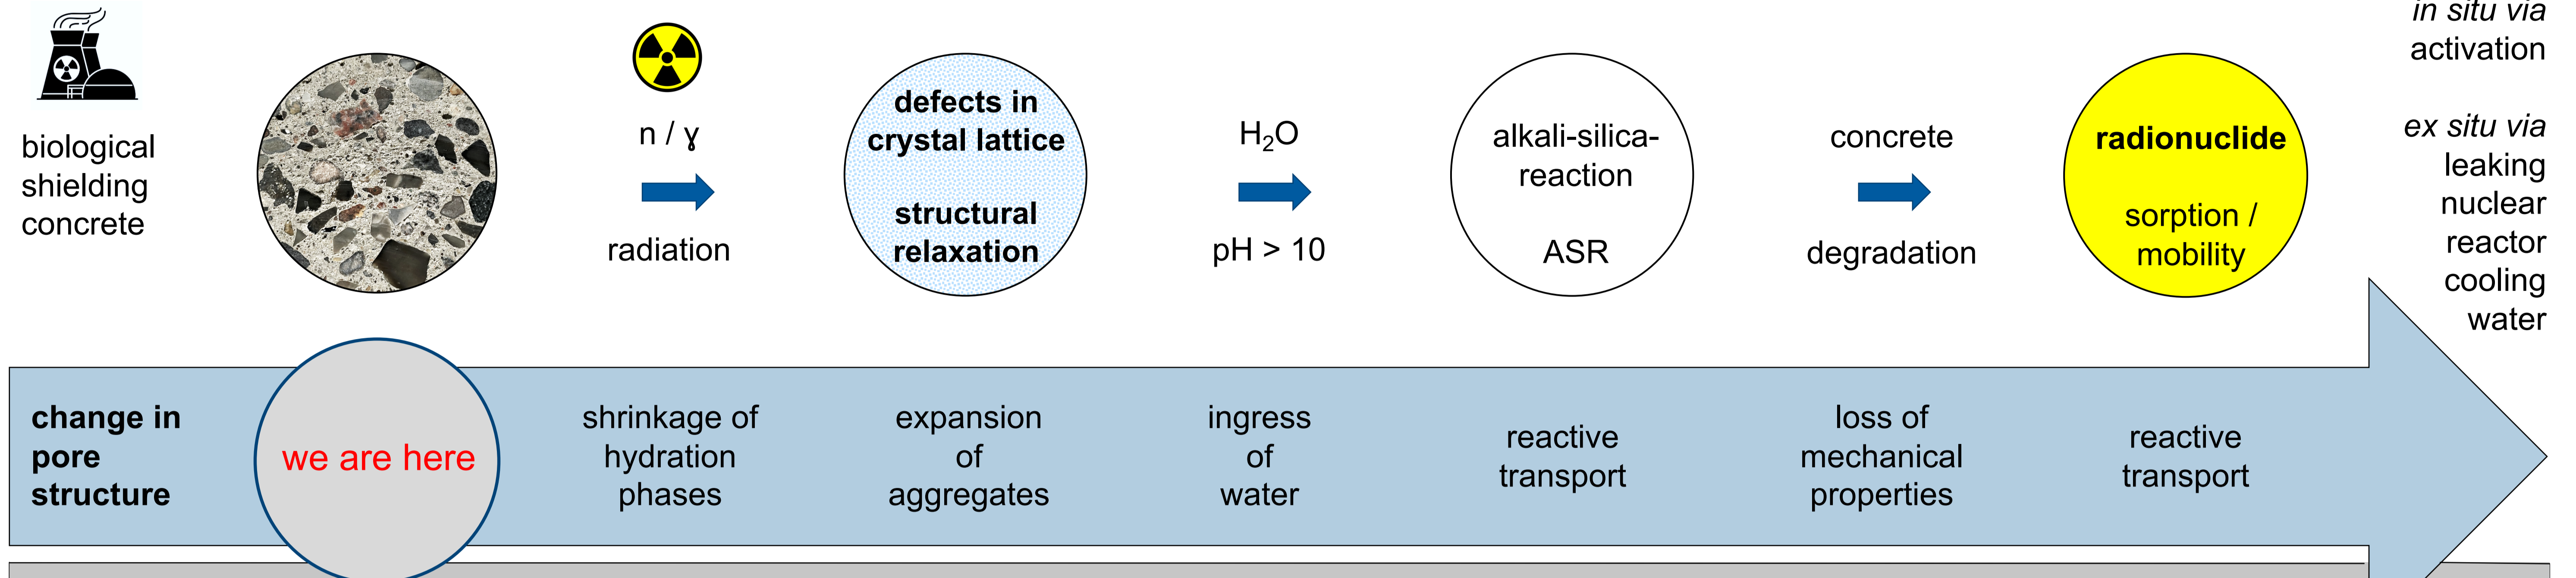 biological
shielding
concrete
n / ɣ
radiation
defects in
crystal lattice
structural
relaxation
H₂O
pH > 10
alkali-silica-
reaction
ASR
concrete
degradation
radionuclide
sorption /
mobility
in situ via
activation
ex situ via
leaking
nuclear
reactor
cooling
water
change in
pore
structure
we are here
shrinkage of
hydration
phases
expansion
of
aggregates
ingress
of
water
reactive
transport
loss of
mechanical
properties
reactive
transport